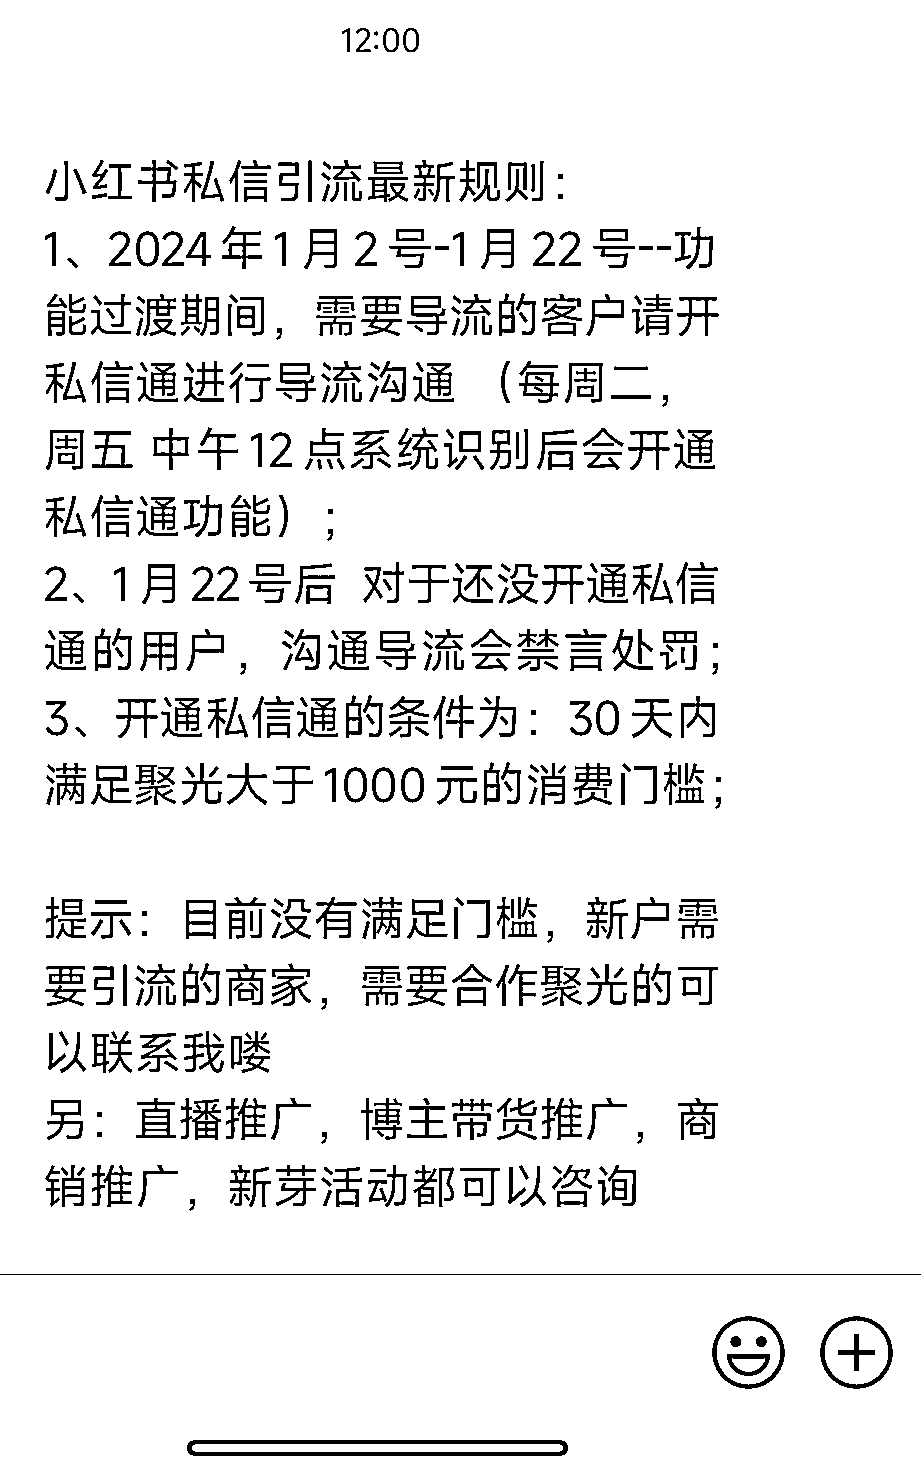 12:00
小红书私信引流最新规则：
1、2024年1月2号-1月22号--功
能过渡期间，需要导流的客户请开
私信通进行导流沟通 （每周二，
周五 中午12点系统识别后会开通
私信通功能）；
2、1月22号后 对于还没开通私信
通的用户，沟通导流会禁言处罚；
3、开通私信通的条件为：30天内
满足聚光大于1000元的消费门槛；
提示：目前没有满足门槛，新户需
要引流的商家，需要合作聚光的可
以联系我喽
另：直播推广，博主带货推广，商
销推广，新芽活动都可以咨询